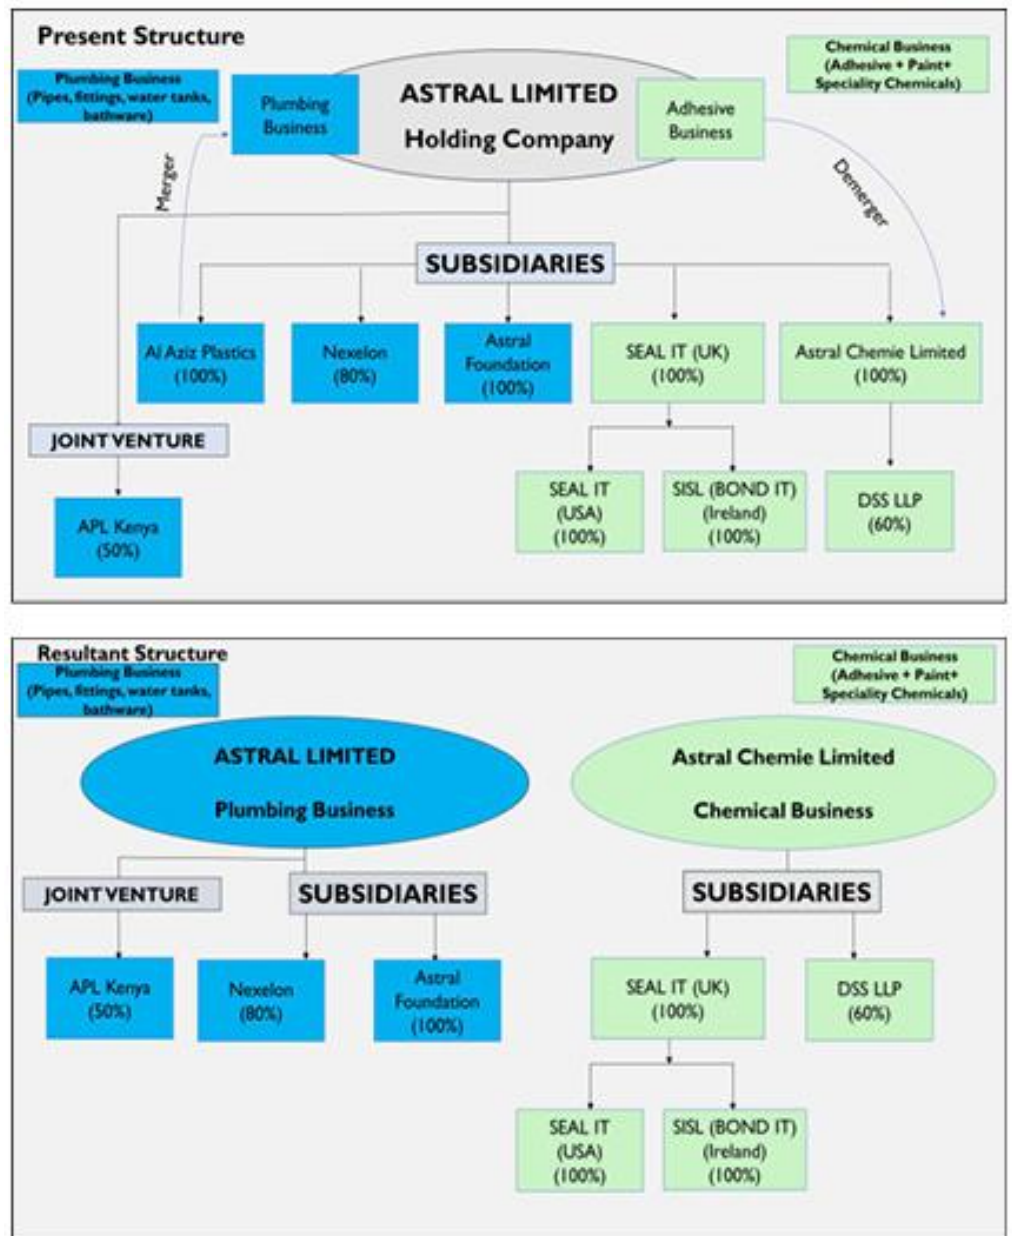 Present Structure
Plumbing Business
(Pipes, fittings, water tanks,
bathware)
Plumbing
Business
ASTRAL LIMITED
Holding Company
Adhesive
Business
Chemical Business
(Adhesive + Paint+
Speciality Chemicals)
Merger
Demerger
SUBSIDIARIES
Al Aziz Plastics
(100%)
Nexelon
(80%)
Astral
Foundation
(100%)
SEAL IT (UK)
(100%)
Astral Chemie Limited
(100%)
JOINT VENTURE
APL Kenya
(50%)
SEAL IT
(USA)
(100%)
SISL (BOND IT)
(Ireland)
(100%)
DSS LLP
(60%)
Resultant Structure
Plumbing Business
(Pipes, fittings, water tanks,
bathware)
Chemical Business
(Adhesive + Paint+
Speciality Chemicals)
ASTRAL LIMITED
Plumbing Business
Astral Chemie Limited
Chemical Business
JOINT VENTURE
SUBSIDIARIES
SUBSIDIARIES
APL Kenya
(50%)
Nexelon
(80%)
Astral
Foundation
(100%)
SEAL IT (UK)
(100%)
DSS LLP
(60%)
SEAL IT
(USA)
(100%)
SISL (BOND IT)
(Ireland)
(100%)